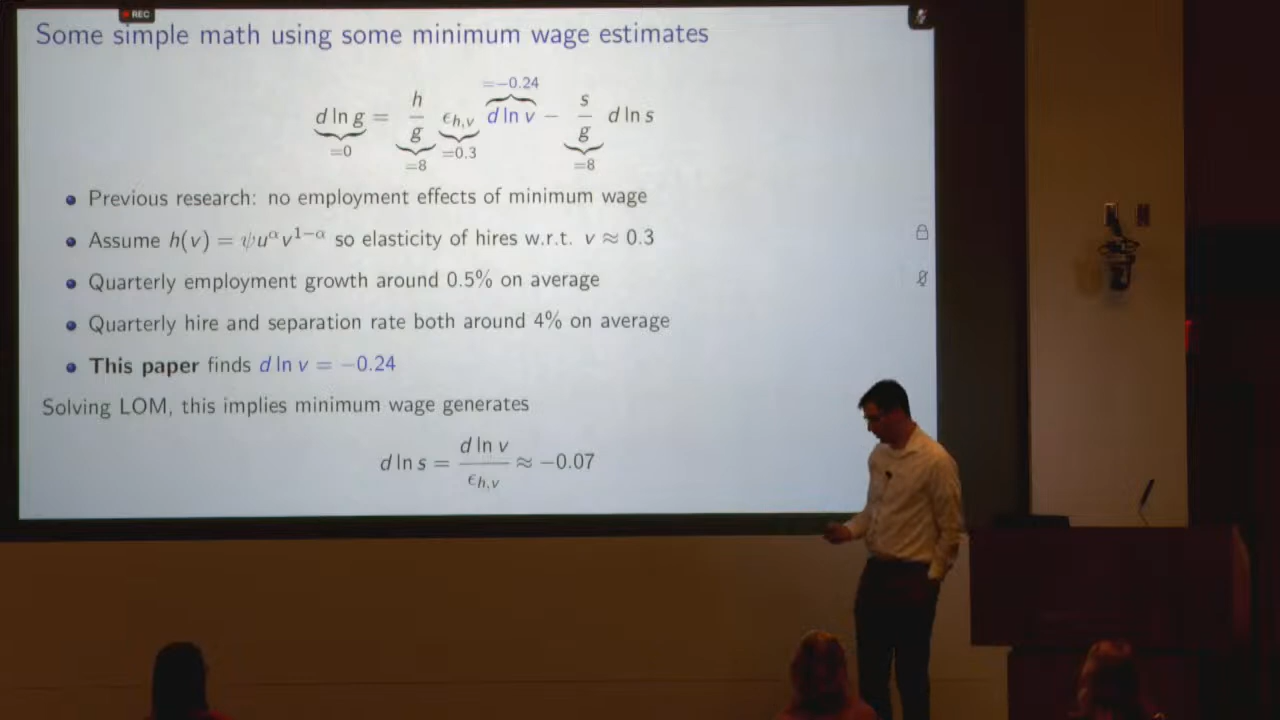 REC
Some simple math using some minimum wage estimates
=−0.24
d ln g = h/g ϵh,v d ln v − s/g d ln s
=0 =8 =0.3 =8
Previous research: no employment effects of minimum wage
Assume h(v) = ψu^αv^1−α so elasticity of hires w.r.t. v ≈ 0.3
Quarterly employment growth around 0.5% on average
Quarterly hire and separation rate both around 4% on average
This paper finds d ln v = −0.24
Solving LOM, this implies minimum wage generates
d ln s = d ln v/ϵh,v ≈ −0.07